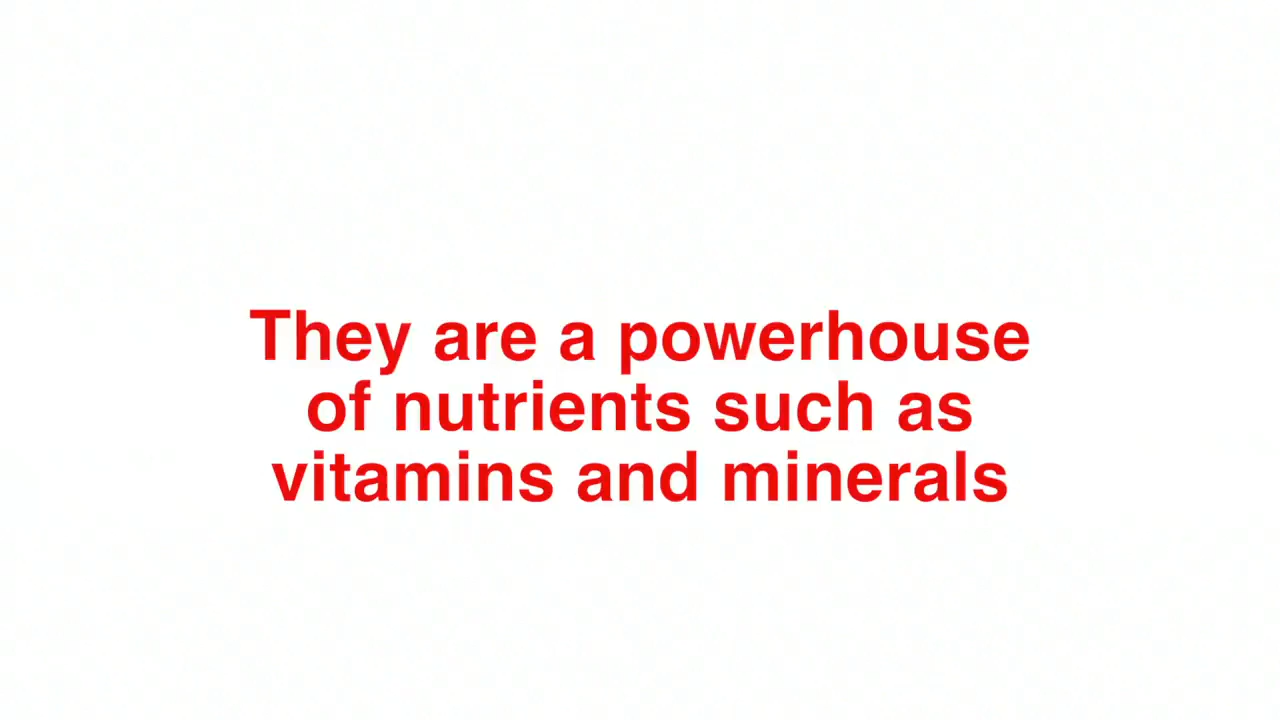 They are a powerhouse
of nutrients such as
vitamins and minerals